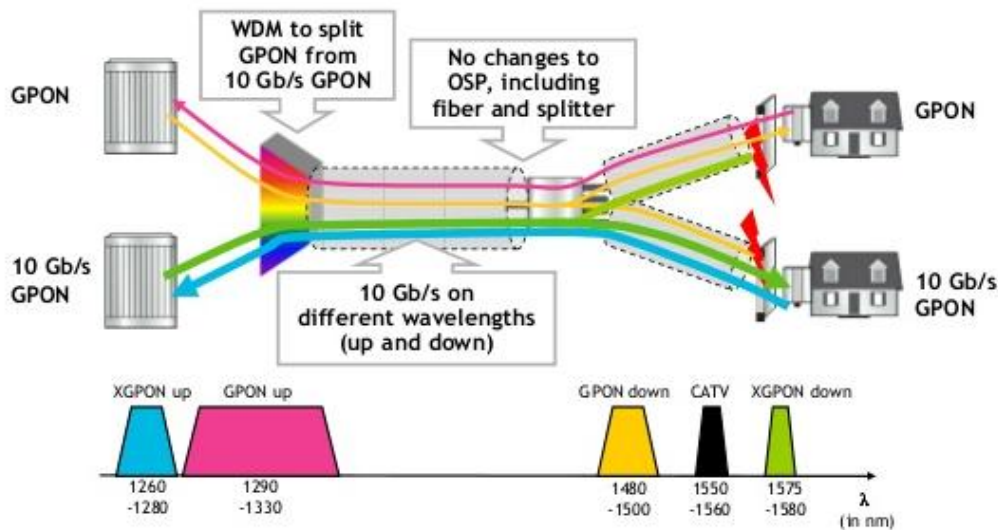 WDM to split
GPON from
10 Gb/s GPON
No changes to
OSP, including
fiber and splitter
GPON
GPON
10 Gb/s
GPON
10 Gb/s
GPON
10 Gb/s on
different wavelengths
(up and down)
XGPON up
GPON up
GPON down
CATV
XGPON down
1260
-1280
1290
-1330
1480
-1500
1550
-1560
1575
-1580
λ
(in nm)